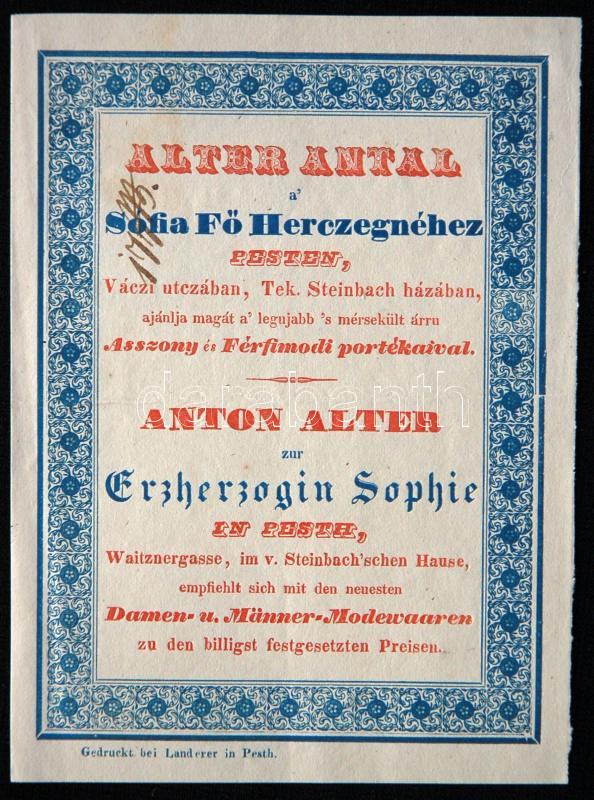 ALTER ANTAL
a'
Sófia Fő Herczegnéhez
PESTEN,
Váczi utczában, Tek. Steinbach házában,
ajánlja magát a' legujabb 's mérsekült árru
Asszony és Férfimodi portékaival.
darabanth
ANTON ALTER
zur
Erzherzogin Sophie
IN PESTH,
Waitznergasse, im v. Steinbach'schen Hause,
empfiehlt sich mit den neuesten
Damen- u. Männer-Modewaaren
zu den billigst festgesetzten Preisen.
Gedruckt bei Landerer in Pesth.